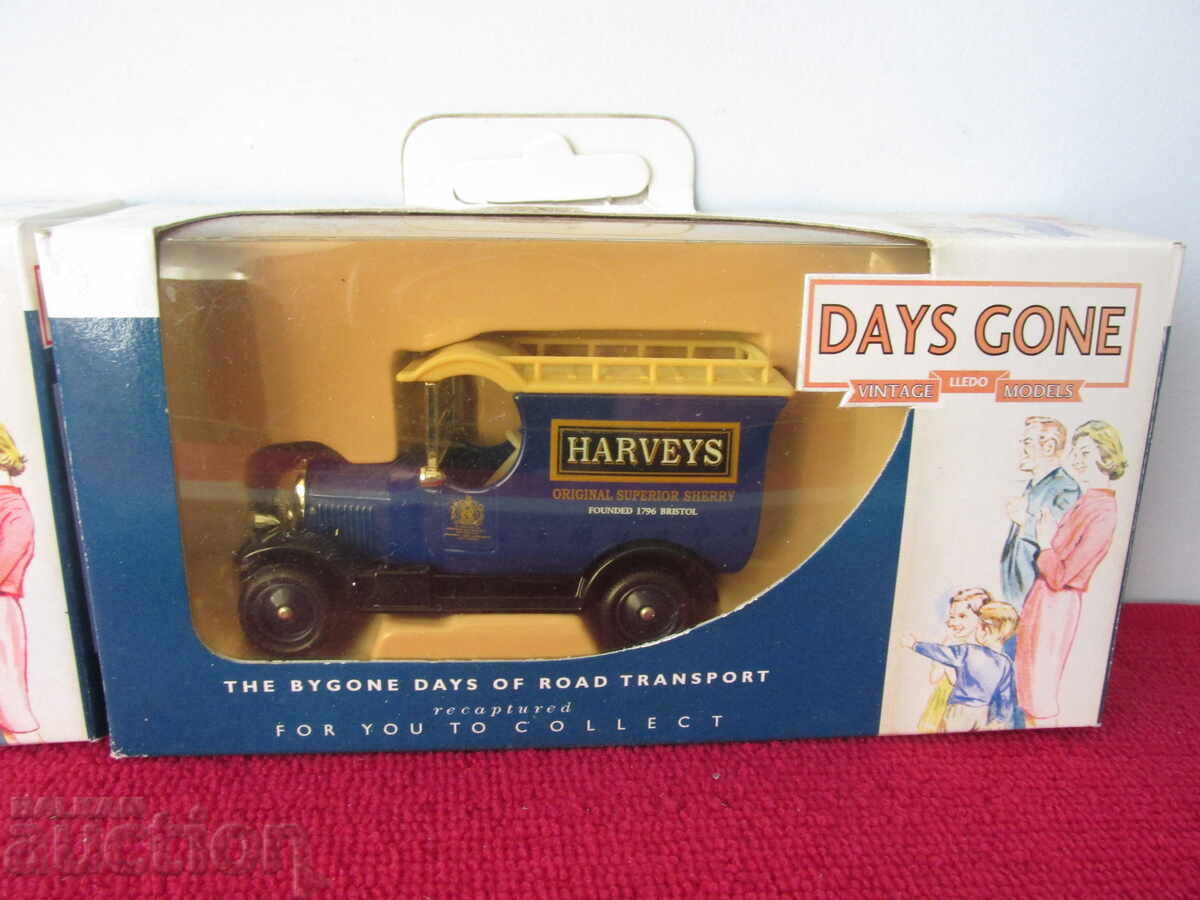 DAYS GONE
VINTAGE LLEDO MODELS
HARVEYS
ORIGINAL SUPERIOR SHERRY
FOUNDED 1796 BRISTOL
THE BYGONE DAYS OF ROAD TRANSPORT
recaptured
FOR YOU TO COLLECT
BALKAN
auction